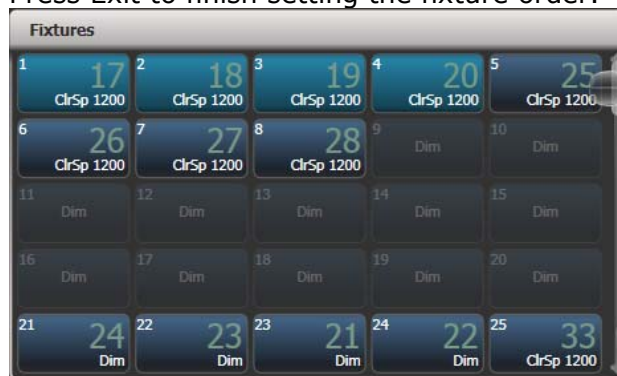 Press Exit to finish setting the fixture order.
Fixtures
1 17 2 18 3 19 4 20 5 25
ClrSp 1200 ClrSp 1200 ClrSp 1200 ClrSp 1200 ClrSp 1200
6 26 7 27 8 28 9 10
ClrSp 1200 ClrSp 1200 ClrSp 1200 Dim Dim
11 12 13 14 15
Dim Dim Dim Dim Dim
16 17 18 19 20
Dim Dim Dim Dim Dim
21 24 22 23 23 21 24 22 25 33
Dim Dim Dim Dim ClrSp 1200